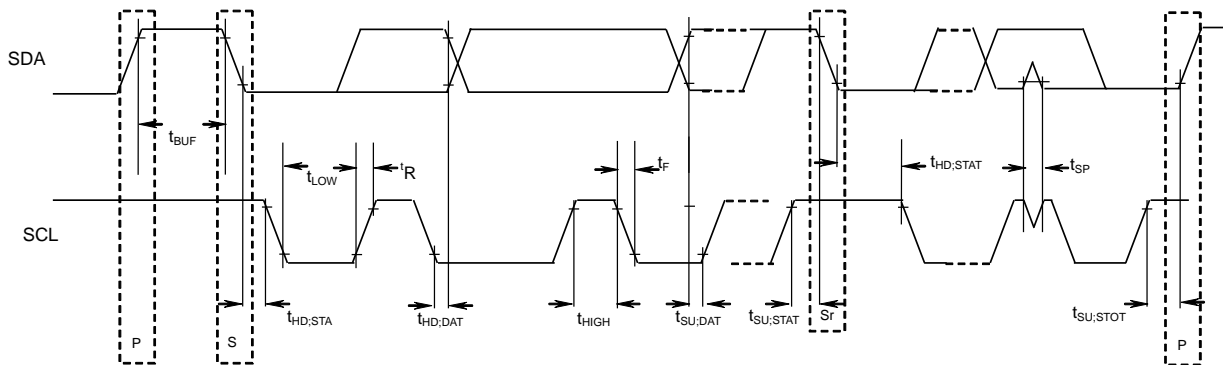 SDA
tBUF
tLOW
tR
tF
tHD;STAT
tSP
SCL
tHD;STA
tHD;DAT
tHIGH
tSU;DAT
tSU;STAT
Sr
tSU;STOT
P
S
P